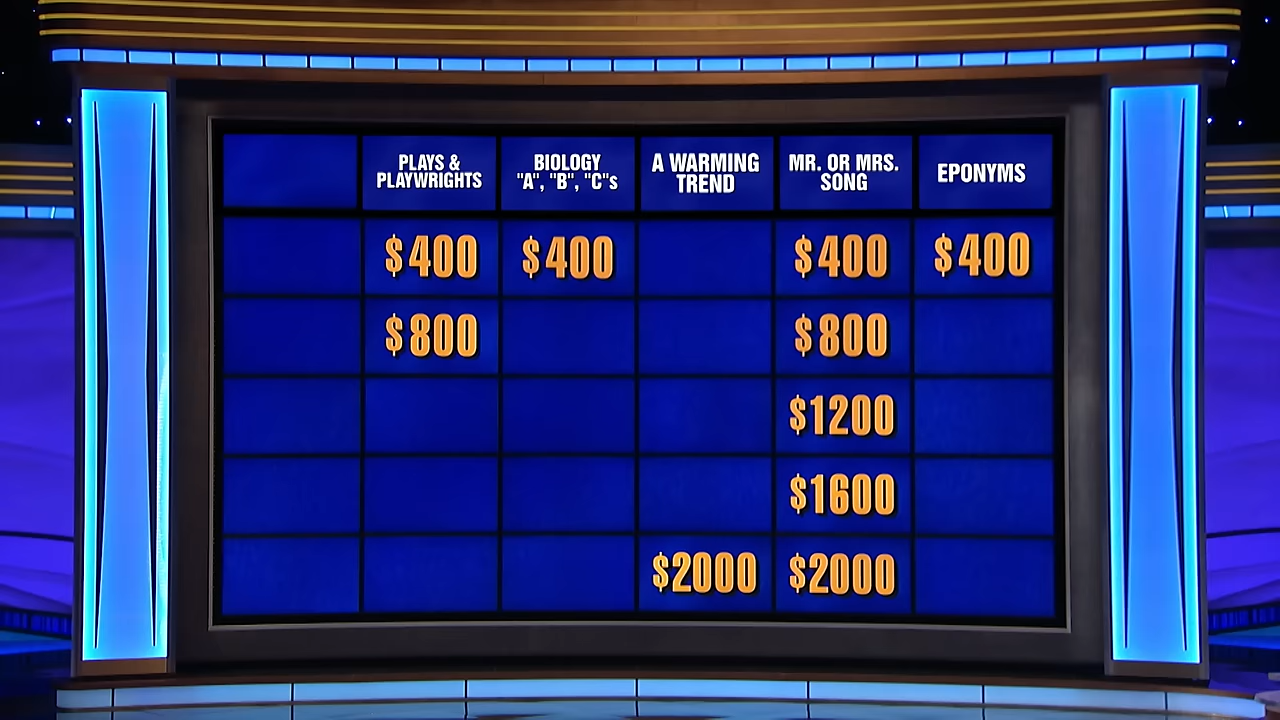 PLAYS &
PLAYWRIGHTS
BIOLOGY
"A", "B", "C"s
A WARMING
TREND
MR. OR MRS.
SONG
EPONYMS
$400
$400
$400
$400
$800
$800
$1200
$1600
$2000
$2000